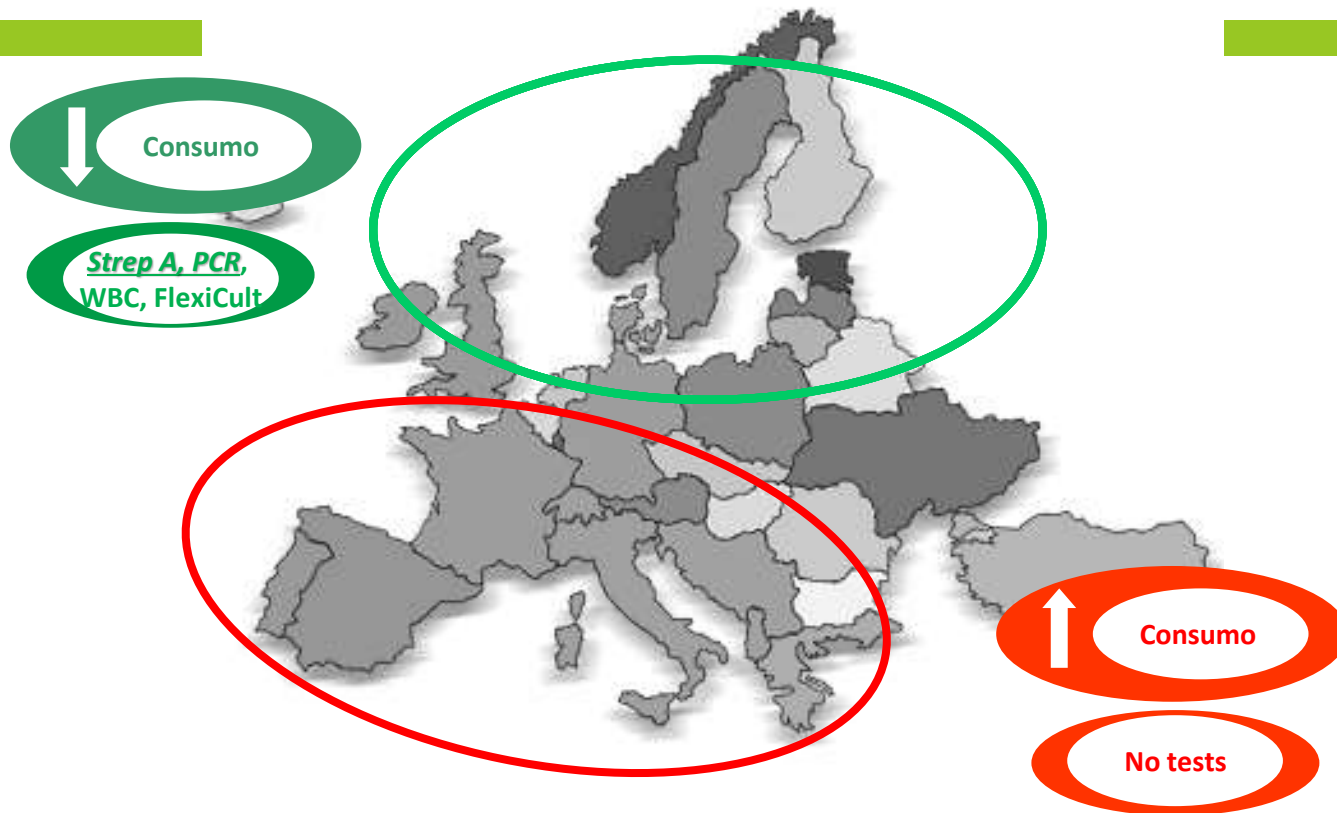 Consumo
Strep A, PCR,
WBC, FlexiCult
Consumo
No tests